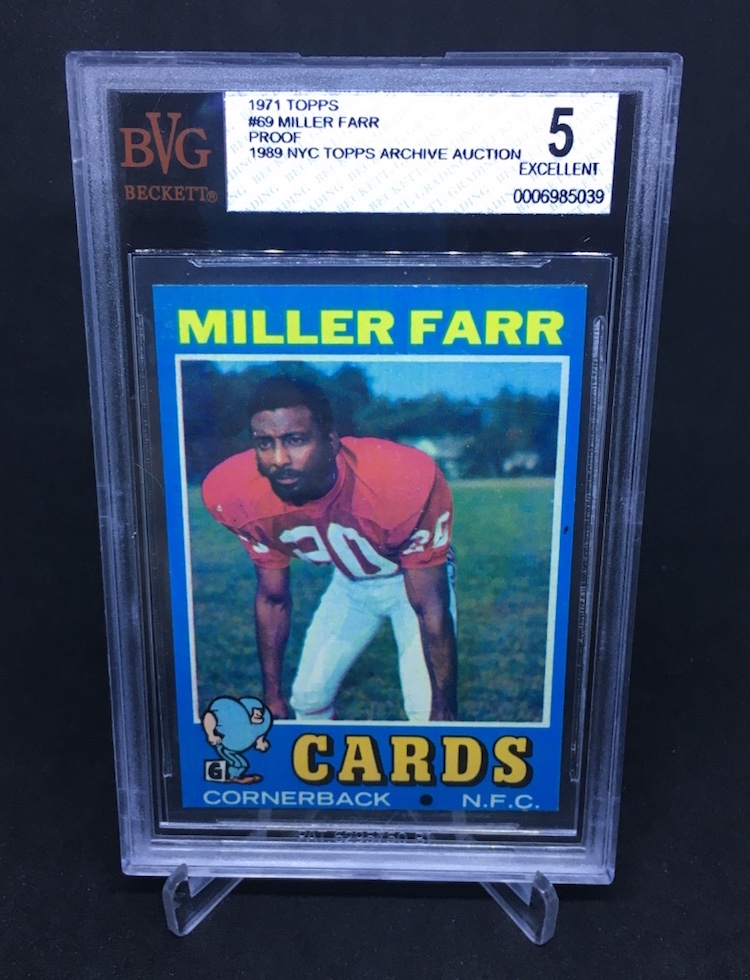 1971 TOPPS
#69 MILLER FARR
PROOF
1989 NYC TOPPS ARCHIVE AUCTION
5
EXCELLENT
0006985039
BVG
BECKETT®
MILLER FARR
20
20
CARDS
G
CORNERBACK • N.F.C.